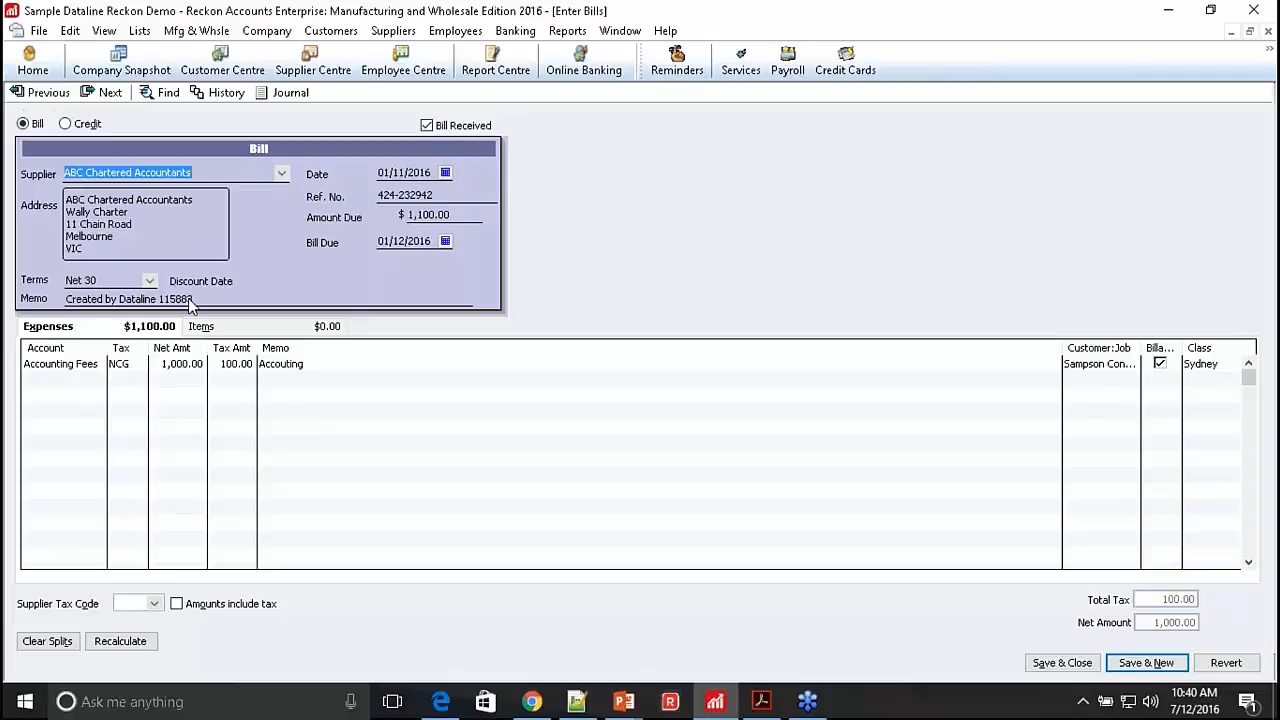 Sample Dataline Reckon Demo - Reckon Accounts Enterprise: Manufacturing and Wholesale Edition 2016 - [Enter Bills]
File Edit View Lists Mfg & Whsle Company Customers Suppliers Employees Banking Reports Window Help
Home Company Snapshot Customer Centre Supplier Centre Employee Centre Report Centre Online Banking Reminders Services Payroll Credit Cards
Previous Next Find History Journal
Bill Credit Bill Received
Bill
Supplier ABC Chartered Accountants Date 01/11/2016
Ref. No. 424-232942
Address ABC Chartered Accountants
Wally Charter
11 Chain Road
Melbourne
VIC
Amount Due $ 1,100.00
Bill Due 01/12/2016
Terms Net 30 Discount Date
Memo Created by Dataline
Expenses $1,100.00 Items $0.00
Account Tax Net Amt Tax Amt Memo Customer:Job Billa... Class
Accounting Fees NCG 1,000.00 100.00 Accouting Sampson Con... Sydney
Supplier Tax Code Amounts include tax
Total Tax 100.00
Net Amount 1,000.00
Clear Splits Recalculate
Save & Close Save & New Revert
Ask me anything
10:40 AM
7/12/2016
1